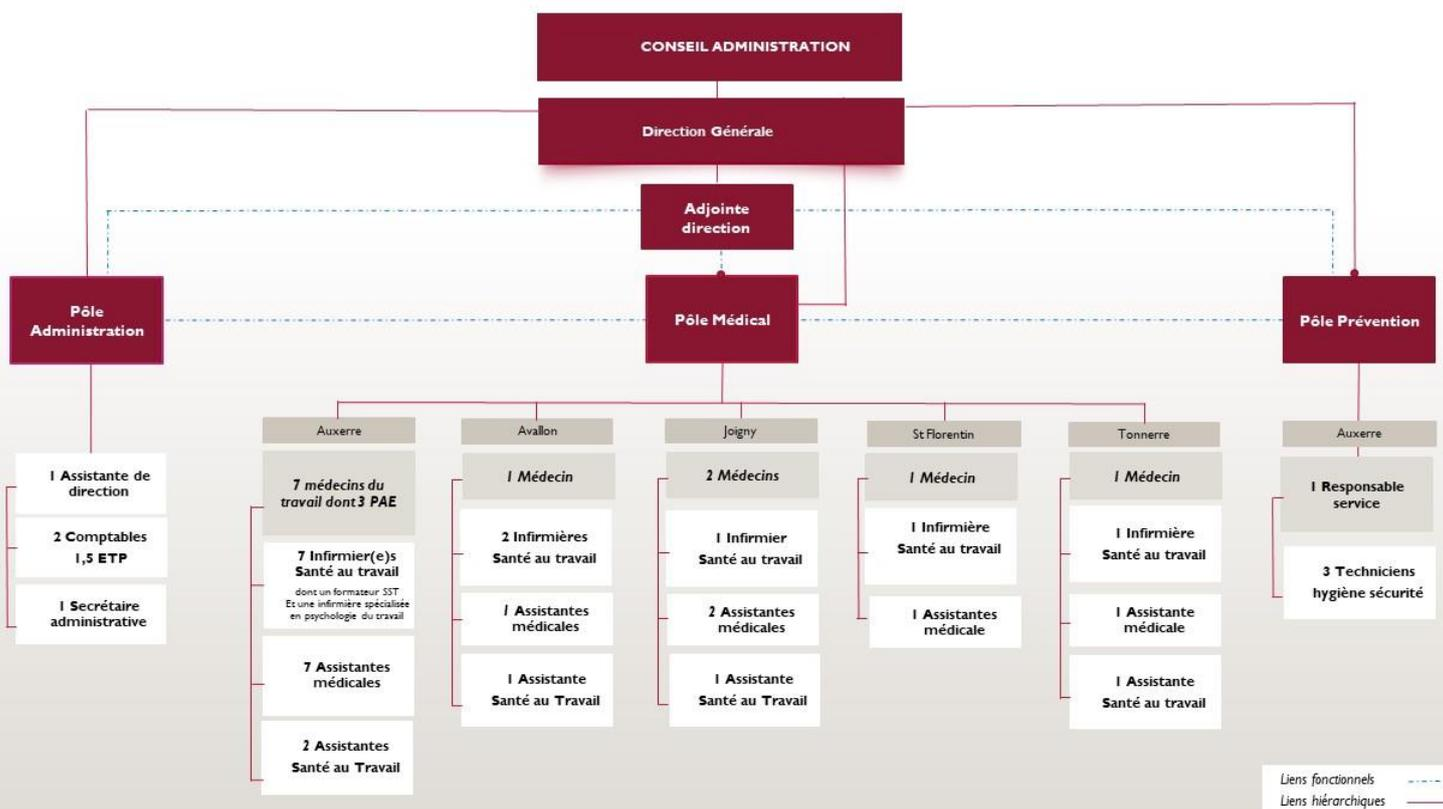 CONSEIL ADMINISTRATION
Direction Générale
Adjointe
direction
Pôle
Administration
Pôle Médical
Pôle Prévention
1 Assistante de
direction
2 Comptables
1,5 ETP
1 Secrétaire
administrative
Auxerre
7 médecins du
travail dont 3 PAE
7 Infirmier(e)s
Santé au travail
dont un formateur SST
Et une infirmière spécialisée
en psychologie du travail
7 Assistantes
médicales
2 Assistantes
Santé au Travail
Avallon
1 Médecin
2 Infirmières
Santé au travail
1 Assistantes
médicales
1 Assistante
Santé au Travail
Joigny
2 Médecins
1 Infirmier
Santé au travail
2 Assistantes
médicales
1 Assistante
Santé au Travail
St Florentin
1 Médecin
1 Infirmière
Santé au travail
1 Assistantes
médicale
Tonnerre
1 Médecin
1 Infirmière
Santé au travail
1 Assistante
médicale
1 Assistante
Santé au travail
Auxerre
1 Responsable
service
3 Techniciens
hygiène sécurité
Liens fonctionnels
Liens hiérarchiques